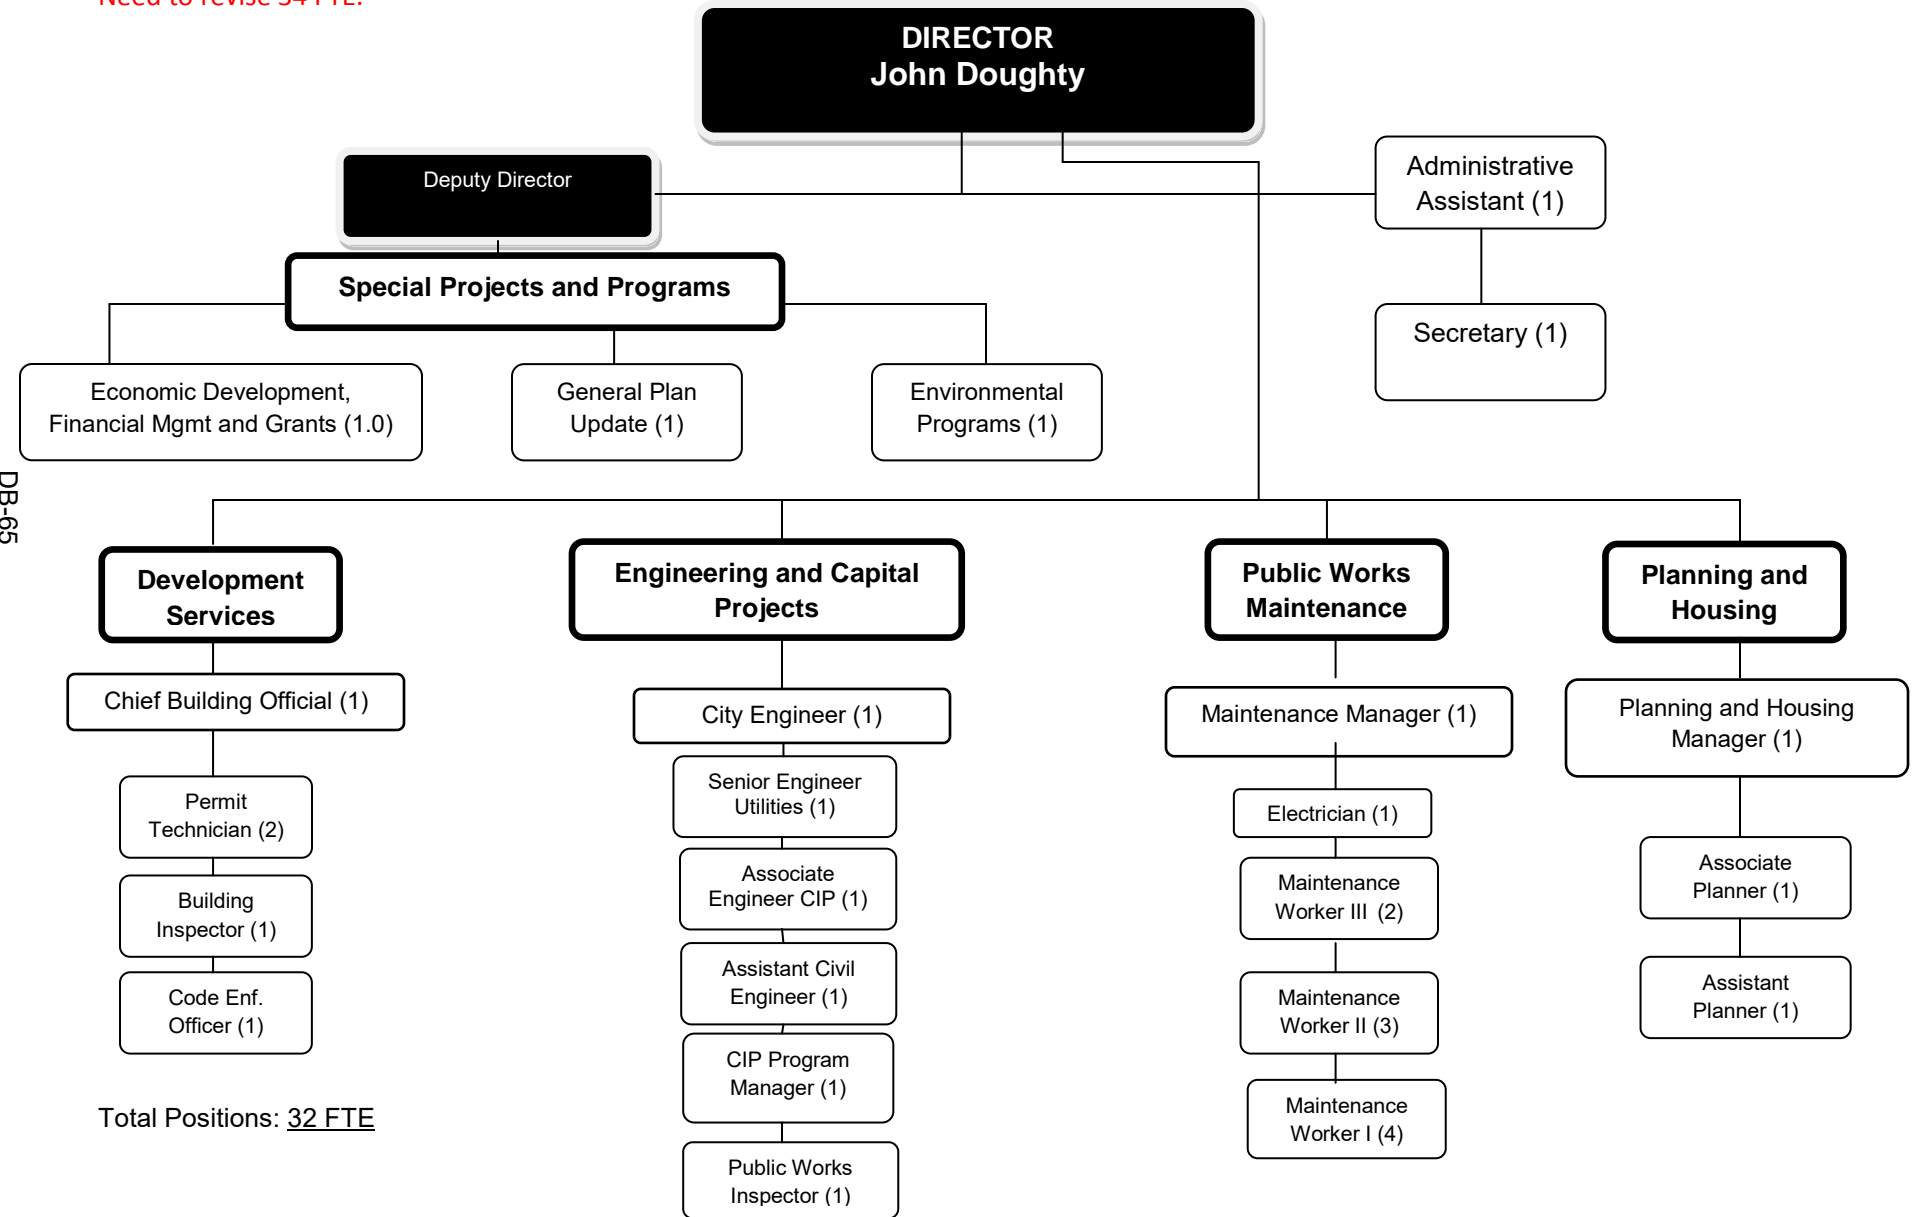 Need to revise 34 FTE.
DIRECTOR
John Doughty
Deputy Director
Administrative
Assistant (1)
Secretary (1)
Special Projects and Programs
Economic Development,
Financial Mgmt and Grants (1.0)
General Plan
Update (1)
Environmental
Programs (1)
DB-65
Development
Services
Chief Building Official (1)
Permit
Technician (2)
Building
Inspector (1)
Code Enf.
Officer (1)
Engineering and Capital
Projects
City Engineer (1)
Senior Engineer
Utilities (1)
Associate
Engineer CIP (1)
Assistant Civil
Engineer (1)
CIP Program
Manager (1)
Public Works
Inspector (1)
Public Works
Maintenance
Maintenance Manager (1)
Electrician (1)
Maintenance
Worker III (2)
Maintenance
Worker II (3)
Maintenance
Worker I (4)
Planning and
Housing
Planning and Housing
Manager (1)
Associate
Planner (1)
Assistant
Planner (1)
Total Positions: 32 FTE